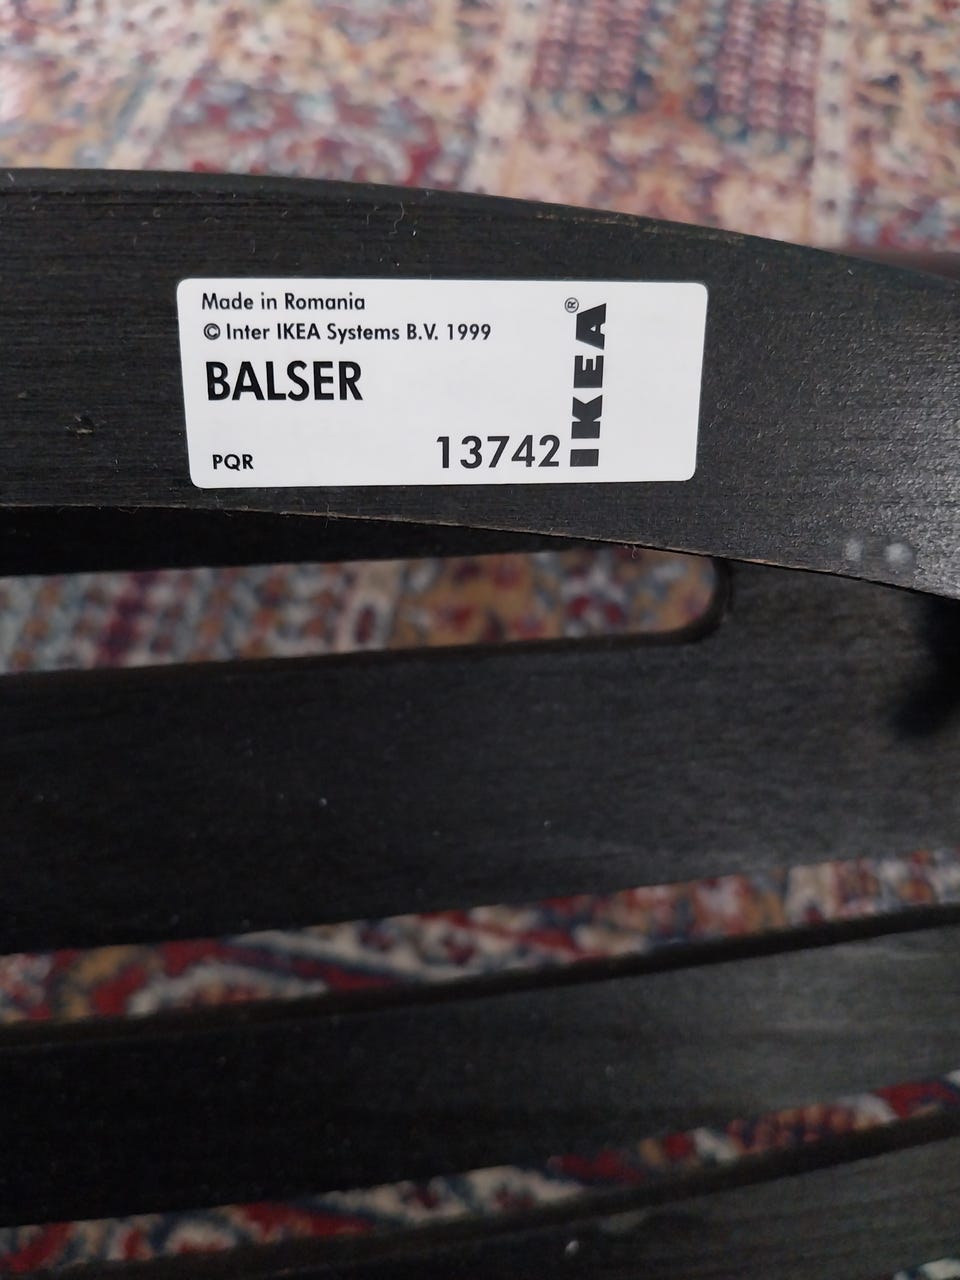 Made in Romania
© Inter IKEA Systems B.V. 1999
BALSER
PQR
13742
IKEA®